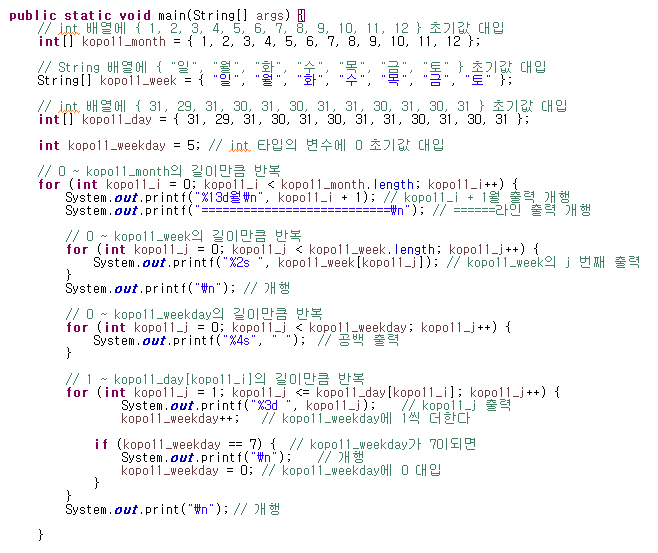 public static void main(String[] args) {
// int 배열에 { 1, 2, 3, 4, 5, 6, 7, 8, 9, 10, 11, 12 } 초기값 대입
int[] kopo11_month = { 1, 2, 3, 4, 5, 6, 7, 8, 9, 10, 11, 12 };
// String 배열에 { "일", "월", "화", "수", "목", "금", "토" } 초기값 대입
String[] kopo11_week = { "일", "월", "화", "수", "목", "금", "토" };
// int 배열에 { 31, 29, 31, 30, 31, 30, 31, 31, 30, 31, 30, 31 } 초기값 대입
int[] kopo11_day = { 31, 29, 31, 30, 31, 30, 31, 31, 30, 31, 30, 31 };
int kopo11_weekday = 5; // int 타입의 변수에 0 초기값 대입
// 0 ~ kopo11_month의 길이만큼 반복
for (int kopo11_i = 0; kopo11_i < kopo11_month.length; kopo11_i++) {
System.out.printf("%13d월₩n", kopo11_i + 1); // kopo11_i + 1월 출력 개행
System.out.printf("===========================₩n"); // ======라인 출력 개행
// 0 ~ kopo11_week의 길이만큼 반복
for (int kopo11_j = 0; kopo11_j < kopo11_week.length; kopo11_j++) {
System.out.printf("%2s ", kopo11_week[kopo11_j]); // kopo11_week의 j 번째 출력
}
System.out.printf("₩n"); // 개행
// 0 ~ kopo11_weekday의 길이만큼 반복
for (int kopo11_j = 0; kopo11_j < kopo11_weekday; kopo11_j++) {
System.out.printf("%4s", " "); // 공백 출력
}
// 1 ~ kopo11_day[kopo11_i]의 길이만큼 반복
for (int kopo11_j = 1; kopo11_j <= kopo11_day[kopo11_i]; kopo11_j++) {
System.out.printf("%3d ", kopo11_j); // kopo11_j 출력
kopo11_weekday++; // kopo11_weekday에 1씩 더한다
if (kopo11_weekday == 7) { // kopo11_weekday가 7이되면
System.out.printf("₩n"); // 개행
kopo11_weekday = 0; // kopo11_weekday에 0 대입
}
}
System.out.print("₩n"); // 개행
}